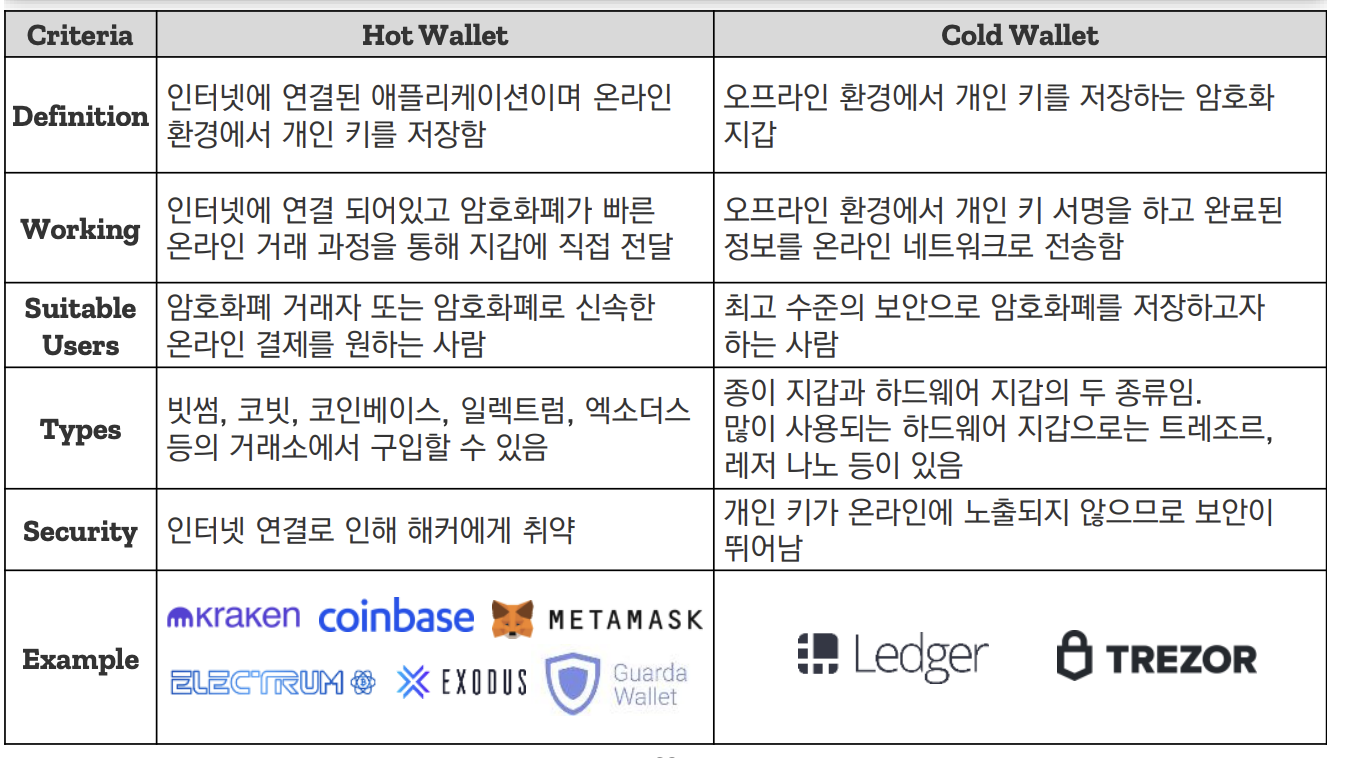 Criteria
Hot Wallet
Cold Wallet
Definition
인터넷에 연결된 애플리케이션이며 온라인
환경에서 개인 키를 저장함
오프라인 환경에서 개인 키를 저장하는 암호화
지갑
Working
인터넷에 연결 되어있고 암호화폐가 빠른
온라인 거래 과정을 통해 지갑에 직접 전달
오프라인 환경에서 개인 키 서명을 하고 완료된
정보를 온라인 네트워크로 전송함
Suitable
Users
암호화폐 거래자 또는 암호화폐로 신속한
온라인 결제를 원하는 사람
최고 수준의 보안으로 암호화폐를 저장하고자
하는 사람
Types
빗썸, 코빗, 코인베이스, 일렉트럼, 엑소더스
등의 거래소에서 구입할 수 있음
종이 지갑과 하드웨어 지갑의 두 종류임.
많이 사용되는 하드웨어 지갑으로는 트레조르,
레저 나노 등이 있음
Security
인터넷 연결로 인해 해커에게 취약
개인 키가 온라인에 노출되지 않으므로 보안이
뛰어남
Example
mkraken coinbase METAMASK
ELECTRUM EXODUS Guarda
Wallet
Ledger TREZOR